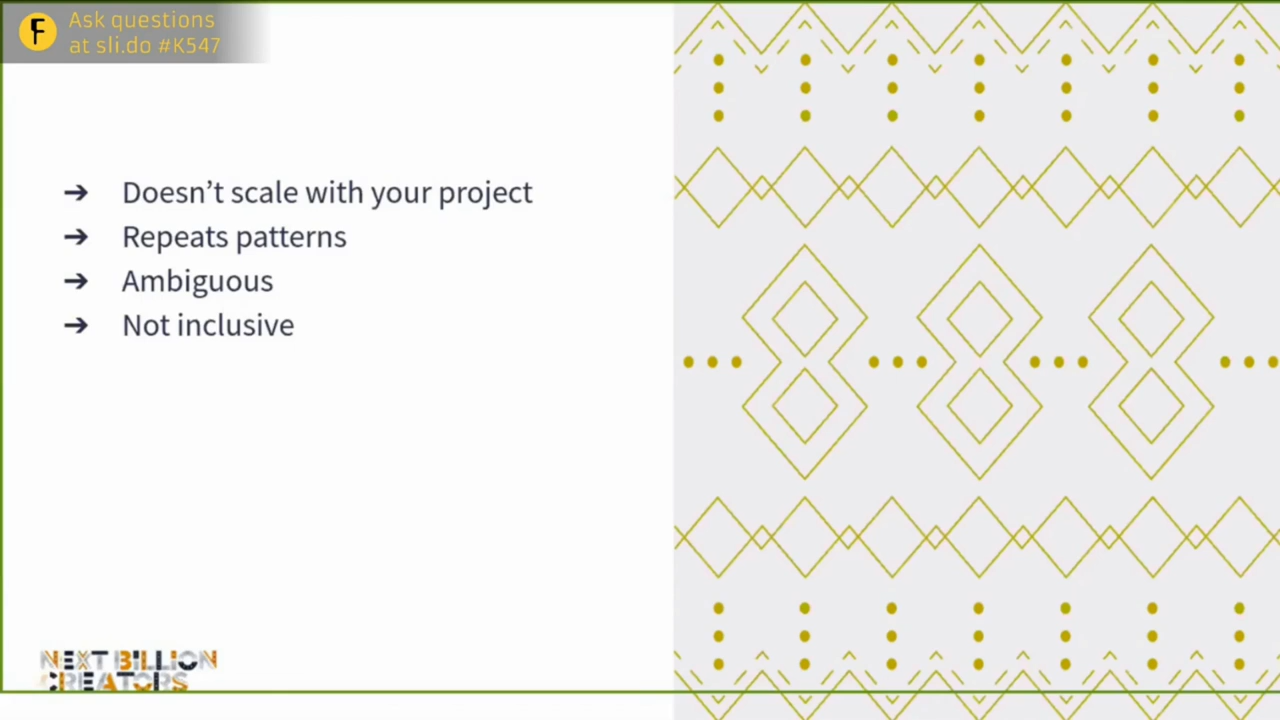 Ask questions
at sli.do #K547
➔ Doesn’t scale with your project
➔ Repeats patterns
➔ Ambiguous
➔ Not inclusive
NEXT BILLION
CREATORS